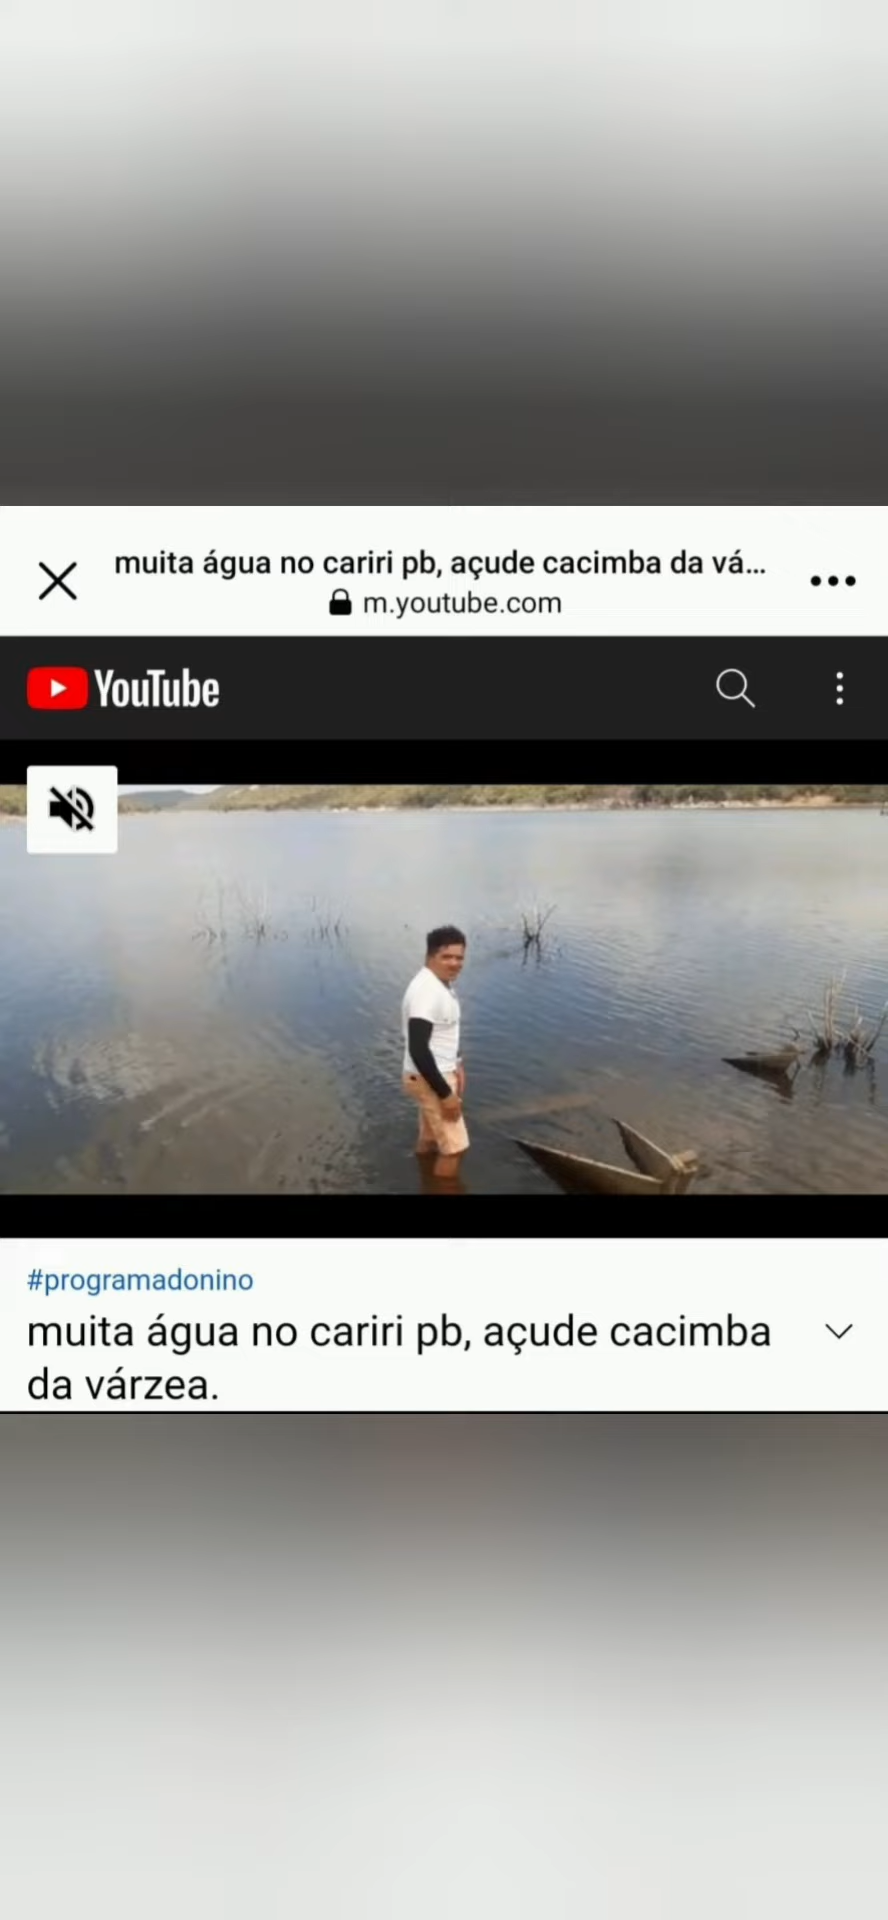 muita água no cariri pb, açude cacimba da vá...
m.youtube.com
YouTube
#programadonino
muita água no cariri pb, açude cacimba
da várzea.